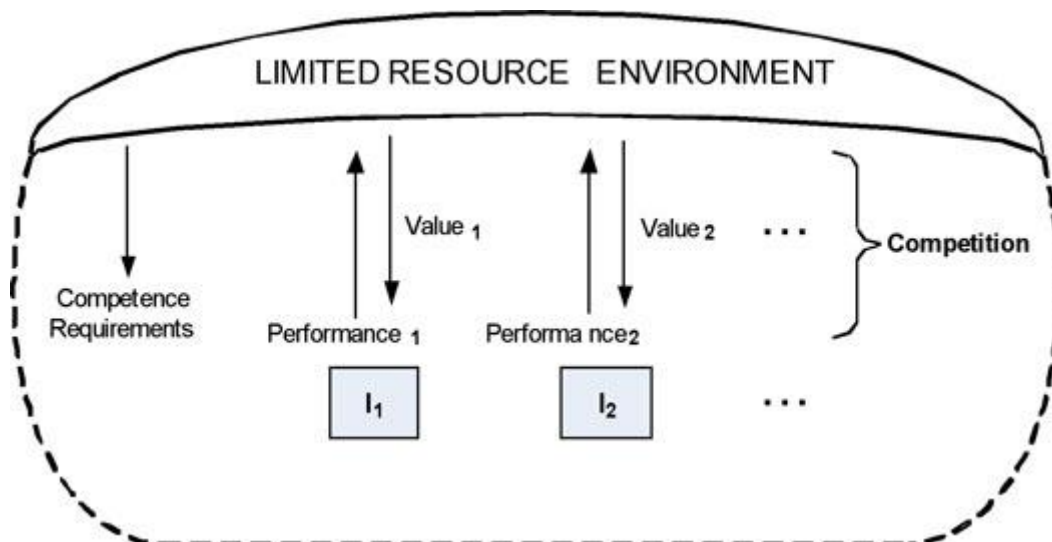 LIMITED RESOURCE ENVIRONMENT
Value 1
Value 2
...
Competition
Competence
Requirements
Performance 1
Performa nce2
I1
I2
...